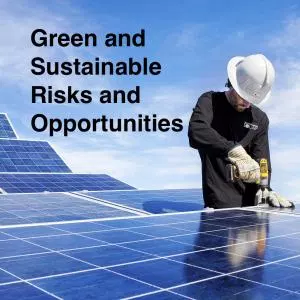 Green and
Sustainable
Risks and
Opportunities